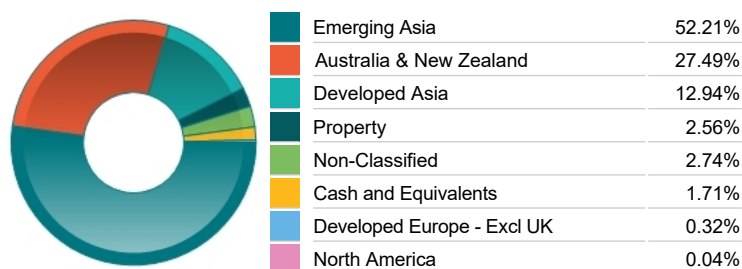 Emerging Asia 52.21%
Australia & New Zealand 27.49%
Developed Asia 12.94%
Property 2.56%
Non-Classified 2.74%
Cash and Equivalents 1.71%
Developed Europe - Excl UK 0.32%
North America 0.04%